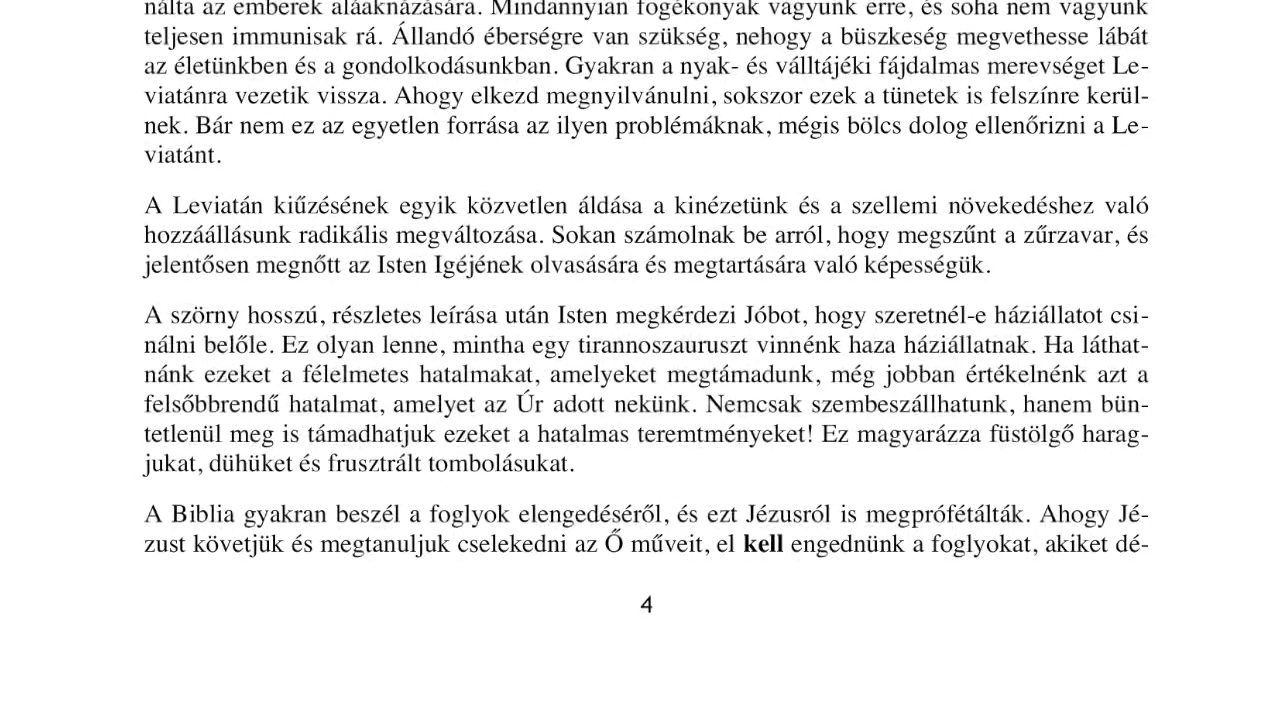 nálta az emberek aláaknázására. Mindannyian fogékonyak vagyunk erre, és soha nem vagyunk
teljesen immunisak rá. Állandó éberségre van szükség, nehogy a büszkeség megvethesse lábát
az életünkben és a gondolkodásunkban. Gyakran a nyak- és válltájéki fájdalmas merevséget Le-
viatánra vezetik vissza. Ahogy elkezd megnyilvánulni, sokszor ezek a tünetek is felszínre kerül-
nek. Bár nem ez az egyetlen forrása az ilyen problémáknak, mégis bölcs dolog ellenőrizni a Le-
viatánt.
A Leviatán kiűzésének egyik közvetlen áldása a kinézetünk és a szellemi növekedéshez való
hozzáállásunk radikális megváltozása. Sokan számolnak be arról, hogy megszűnt a zűrzavar, és
jelentősen megnőtt az Isten Igéjének olvasására és megtartására való képességük.
A szörny hosszú, részletes leírása után Isten megkérdezi Jóbot, hogy szeretnél-e háziállatot csi-
nálni belőle. Ez olyan lenne, mintha egy tirannoszauruszt vinnénk haza háziállatnak. Ha láthat-
nánk ezeket a félelmetes hatalmakat, amelyeket megtámadunk, még jobban értékelnénk azt a
felsőbbrendű hatalmat, amelyet az Úr adott nekünk. Nemcsak szembeszállhatunk, hanem bün-
tetlenül meg is támadhatjuk ezeket a hatalmas teremtményeket! Ez magyarázza füstölgő harag-
jukat, dühüket és frusztrált tombolásukat.
A Biblia gyakran beszél a foglyok elengedéséről, és ezt Jézusról is megprófétálták. Ahogy Jé-
zust követjük és megtanuljuk cselekedni az Ő műveit, el kell engednünk a foglyokat, akiket dé-
4